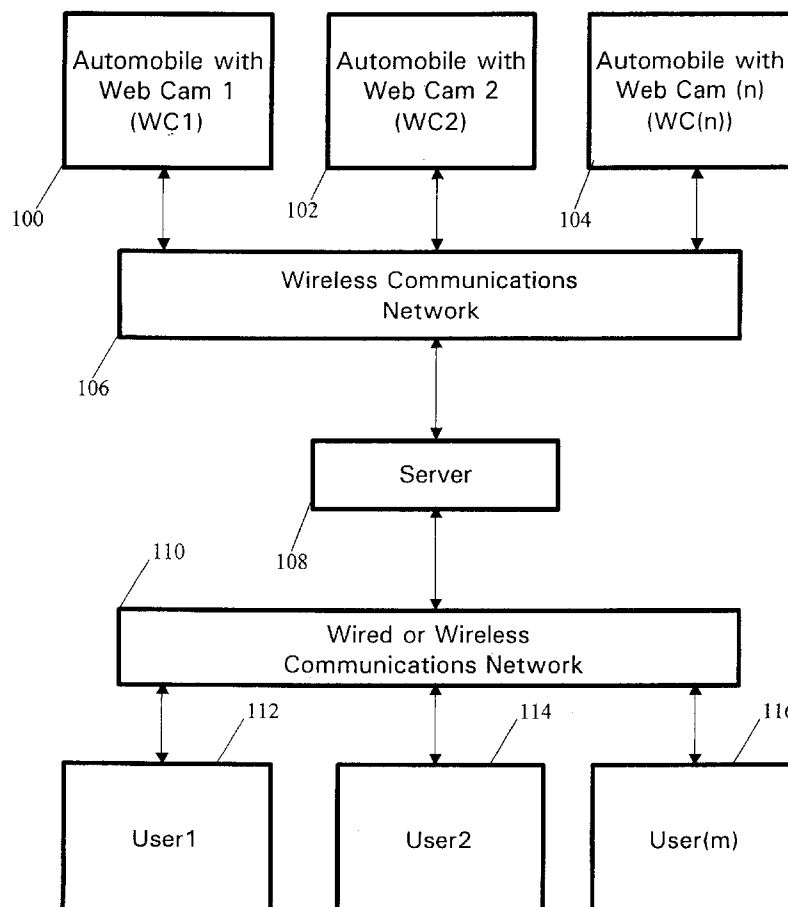 Automobile with
Web Cam 1
(WC1)
Automobile with
Web Cam 2
(WC2)
Automobile with
Web Cam (n)
(WC(n))
100
102
104
Wireless Communications
Network
106
Server
108
110
Wired or Wireless
Communications Network
112
114
116
User1
User2
User(m)